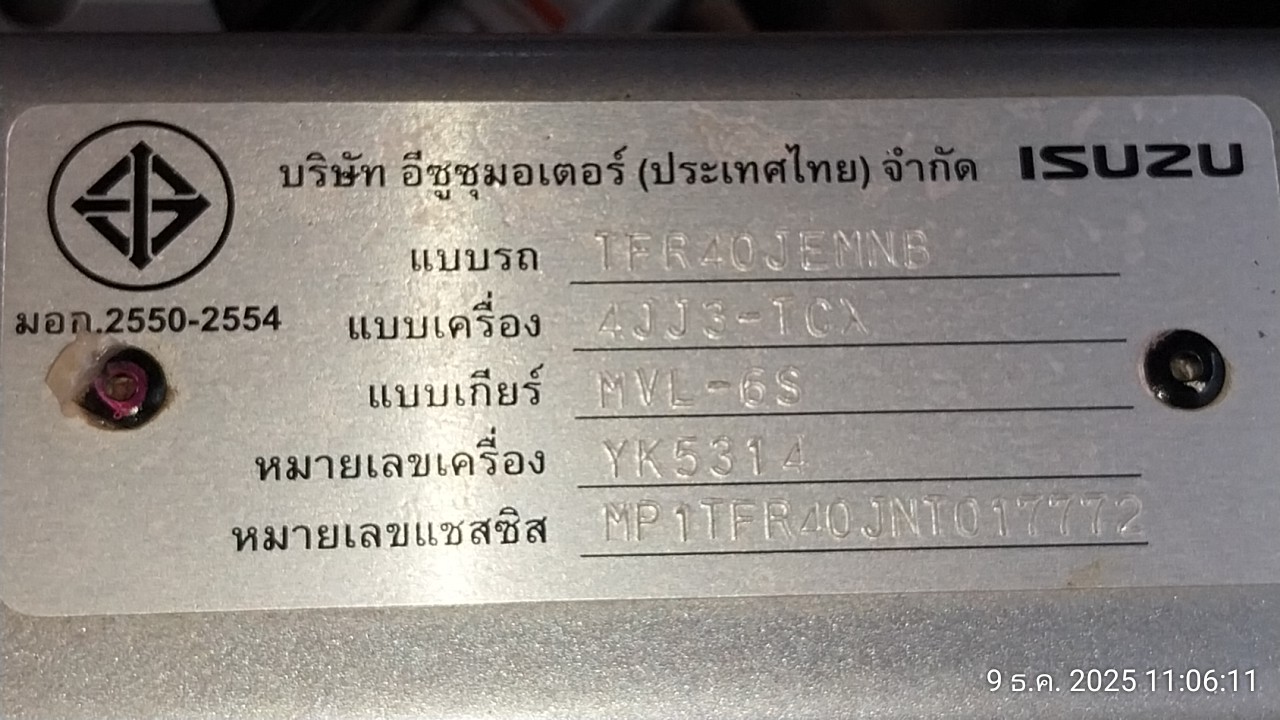 บริษัท อีซูซุมอเตอร์ (ประเทศไทย) จำกัด ISUZU
มอก.2550-2554
แบบรถ TFR40JEMNB
แบบเครื่อง 4JJ3-TCX
แบบเกียร์ MVL-6S
หมายเลขเครื่อง YK5314
หมายเลขแชสซิส MP1TFR40JNT017772
9 ธ.ค. 2025 11:06:11